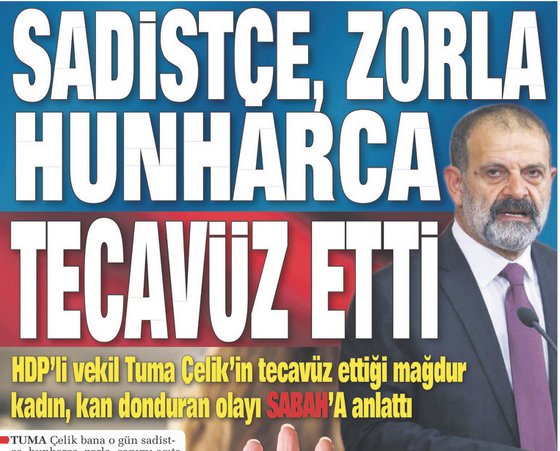 SADİSTÇE, ZORLA
HUNHARCA
TECAVÜZ ETTİ
HDP'li vekil Tuma Çelik'in tecavüz ettiği mağdur
kadın, kan donduran olayı SABAH'A anlattı
TUMA Çelik bana o gün sadist-